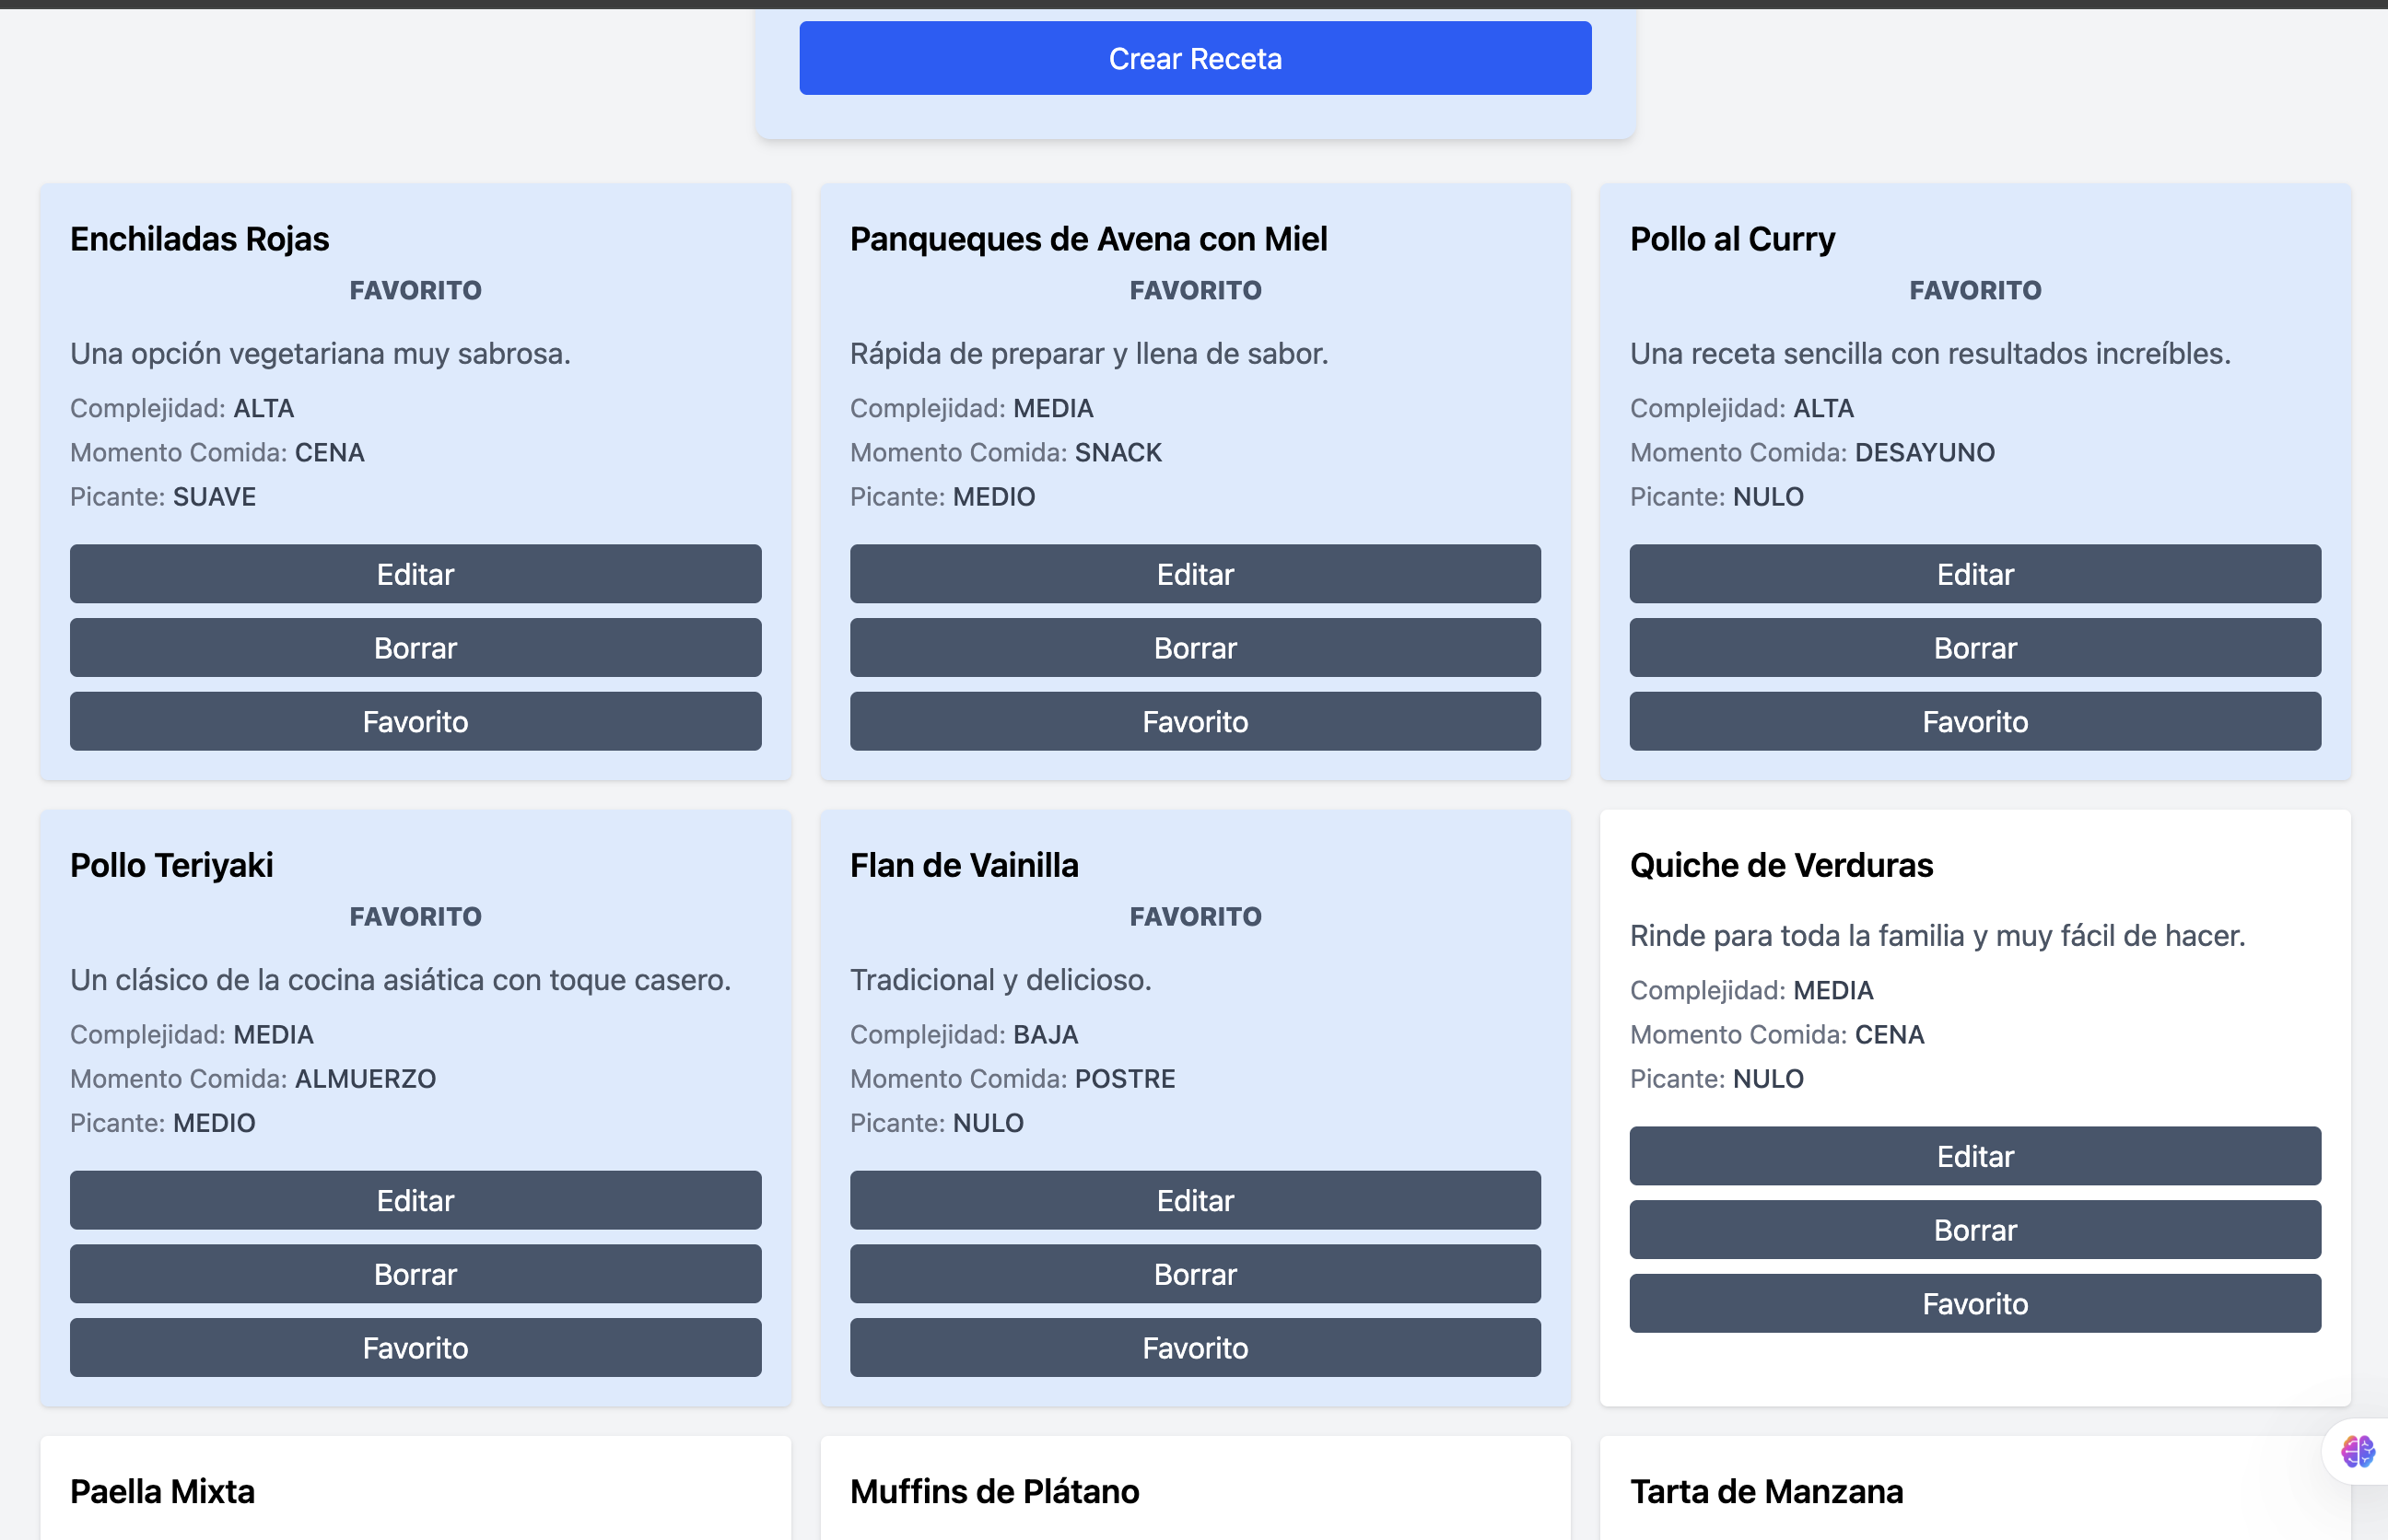 Crear Receta
Enchiladas Rojas
FAVORITO
Una opción vegetariana muy sabrosa.
Complejidad: ALTA
Momento Comida: CENA
Picante: SUAVE
Editar
Borrar
Favorito
Panqueques de Avena con Miel
FAVORITO
Rápida de preparar y llena de sabor.
Complejidad: MEDIA
Momento Comida: SNACK
Picante: MEDIO
Editar
Borrar
Favorito
Pollo al Curry
FAVORITO
Una receta sencilla con resultados increíbles.
Complejidad: ALTA
Momento Comida: DESAYUNO
Picante: NULO
Editar
Borrar
Favorito
Pollo Teriyaki
FAVORITO
Un clásico de la cocina asiática con toque casero.
Complejidad: MEDIA
Momento Comida: ALMUERZO
Picante: MEDIO
Editar
Borrar
Favorito
Flan de Vainilla
FAVORITO
Tradicional y delicioso.
Complejidad: BAJA
Momento Comida: POSTRE
Picante: NULO
Editar
Borrar
Favorito
Quiche de Verduras
Rinde para toda la familia y muy fácil de hacer.
Complejidad: MEDIA
Momento Comida: CENA
Picante: NULO
Editar
Borrar
Favorito
Paella Mixta
Muffins de Plátano
Tarta de Manzana